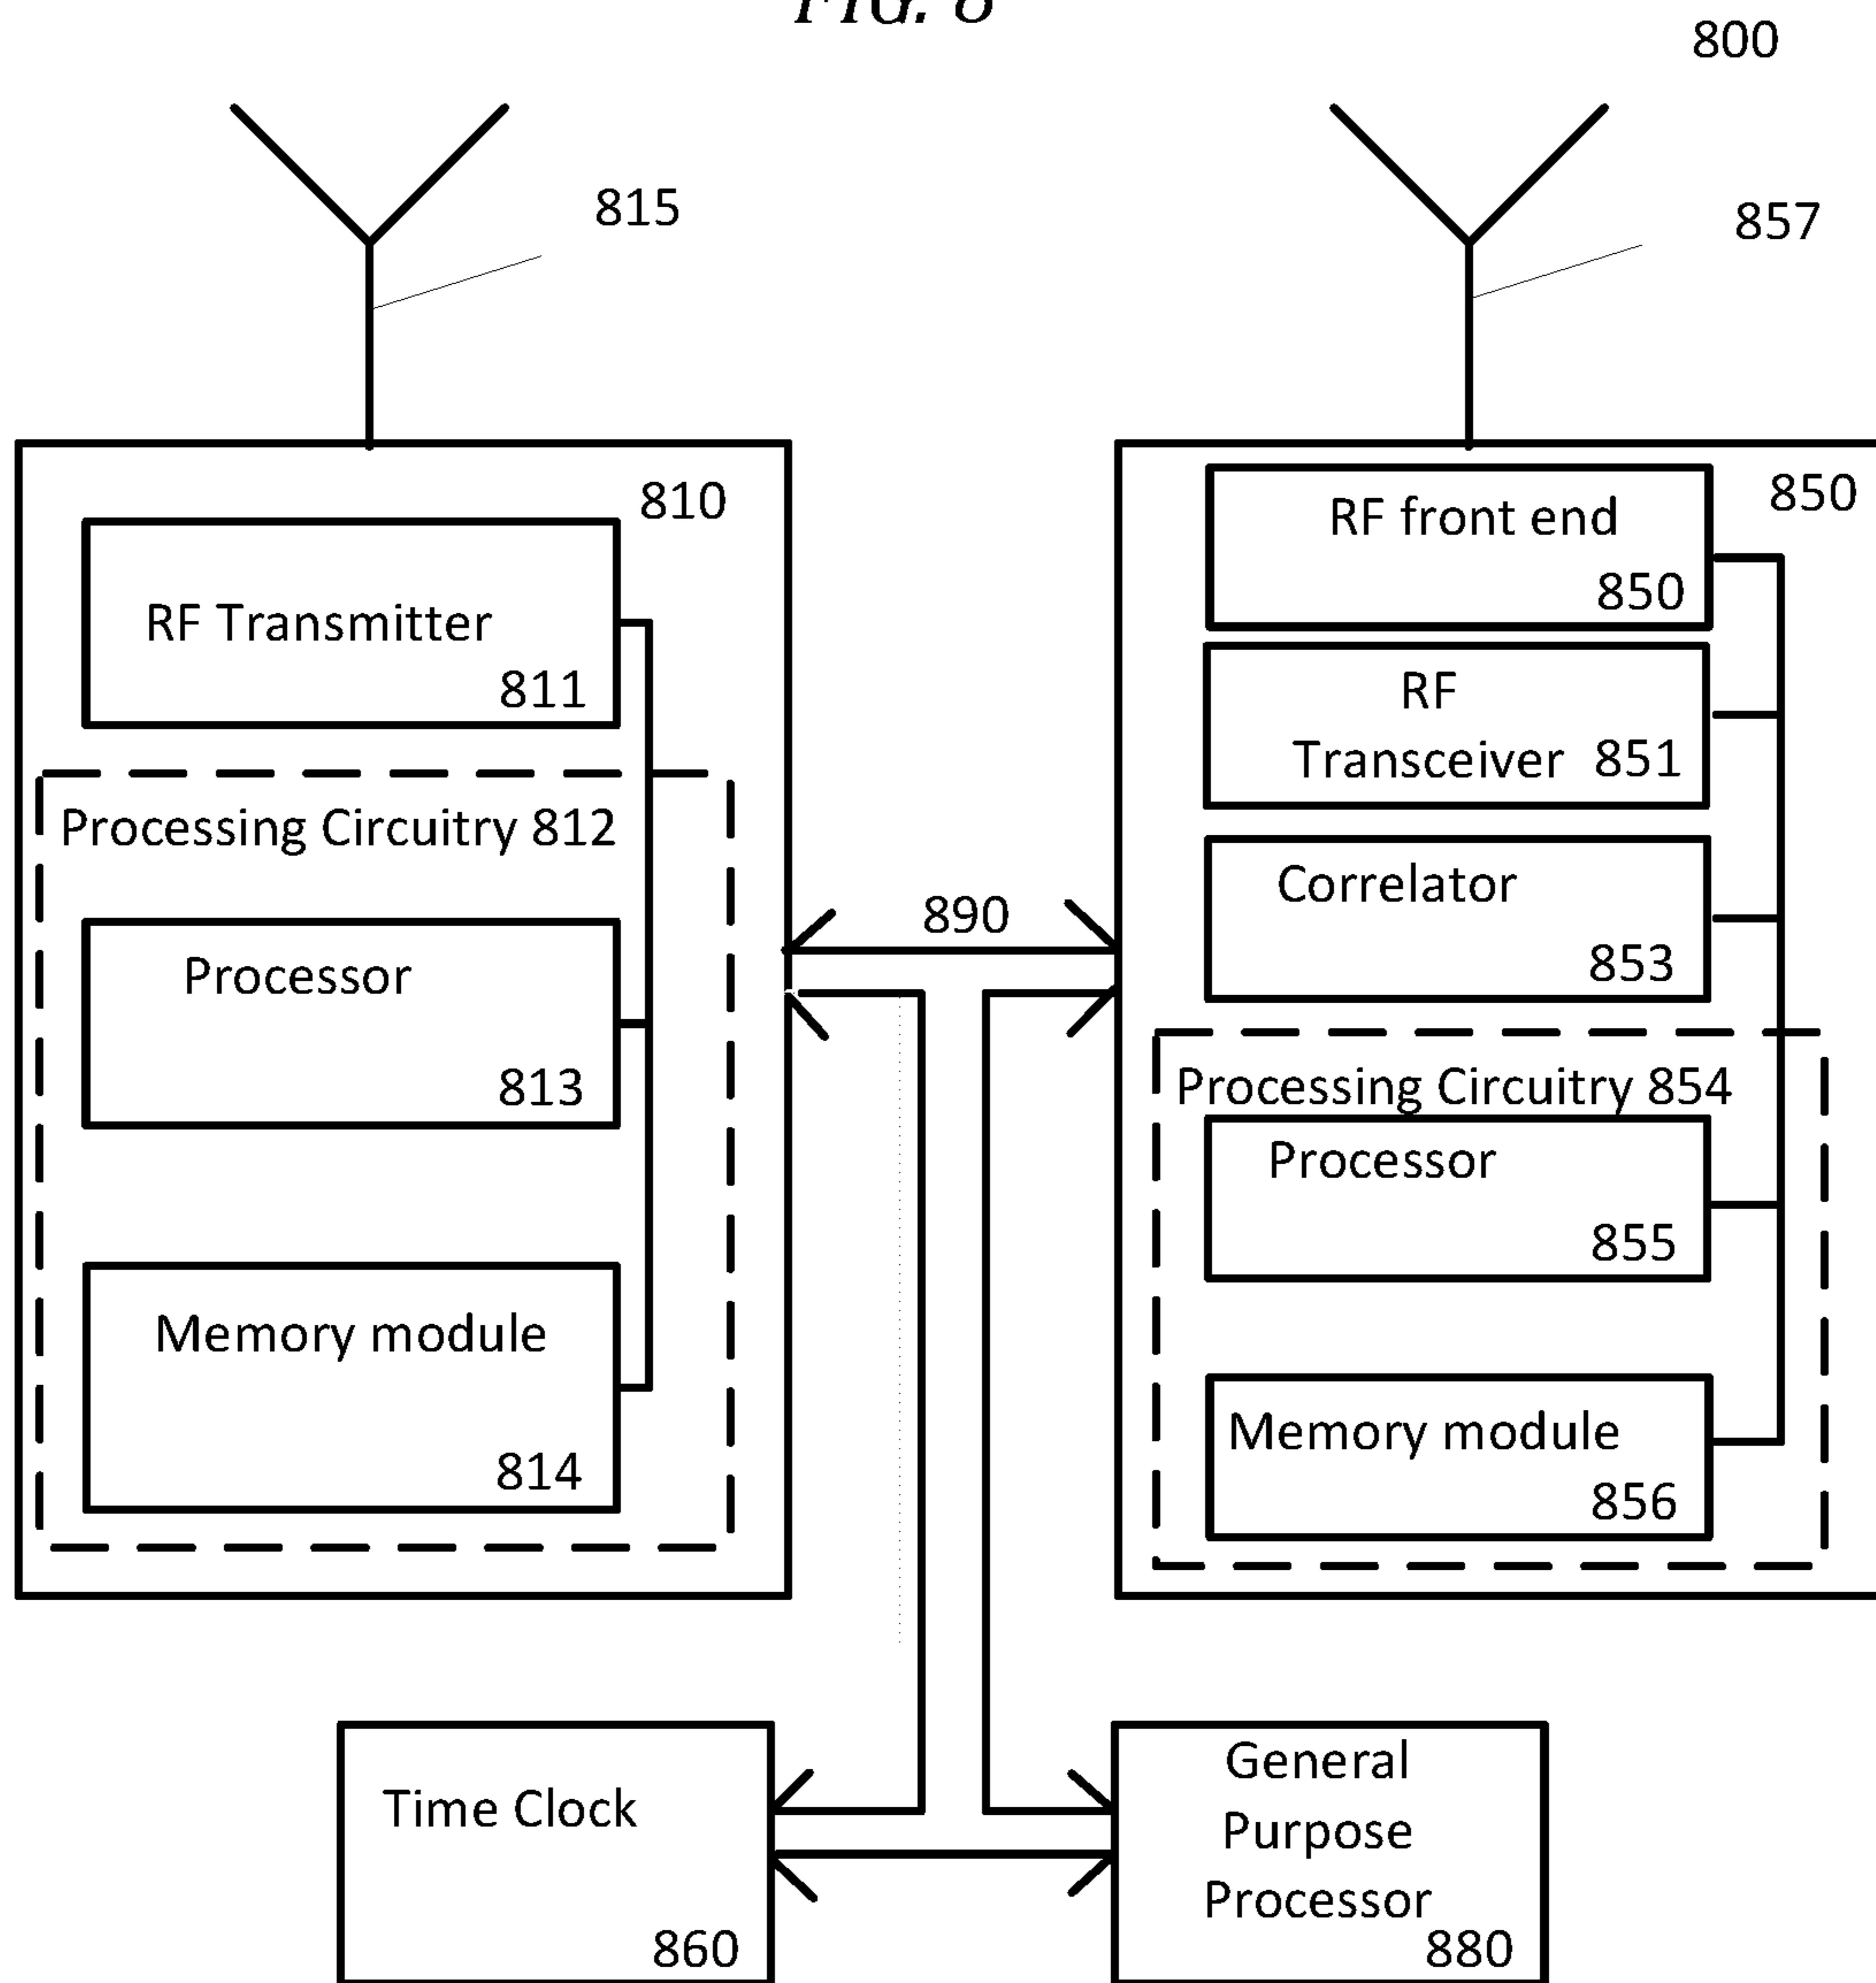 FIG. 8
800
815
857
810
RF Transmitter
811
Processing Circuitry 812
Processor
813
Memory module
814
890
850
RF front end
850
RF
Transceiver 851
Correlator
853
Processing Circuitry 854
Processor
855
Memory module
856
Time Clock
860
General
Purpose
Processor
880